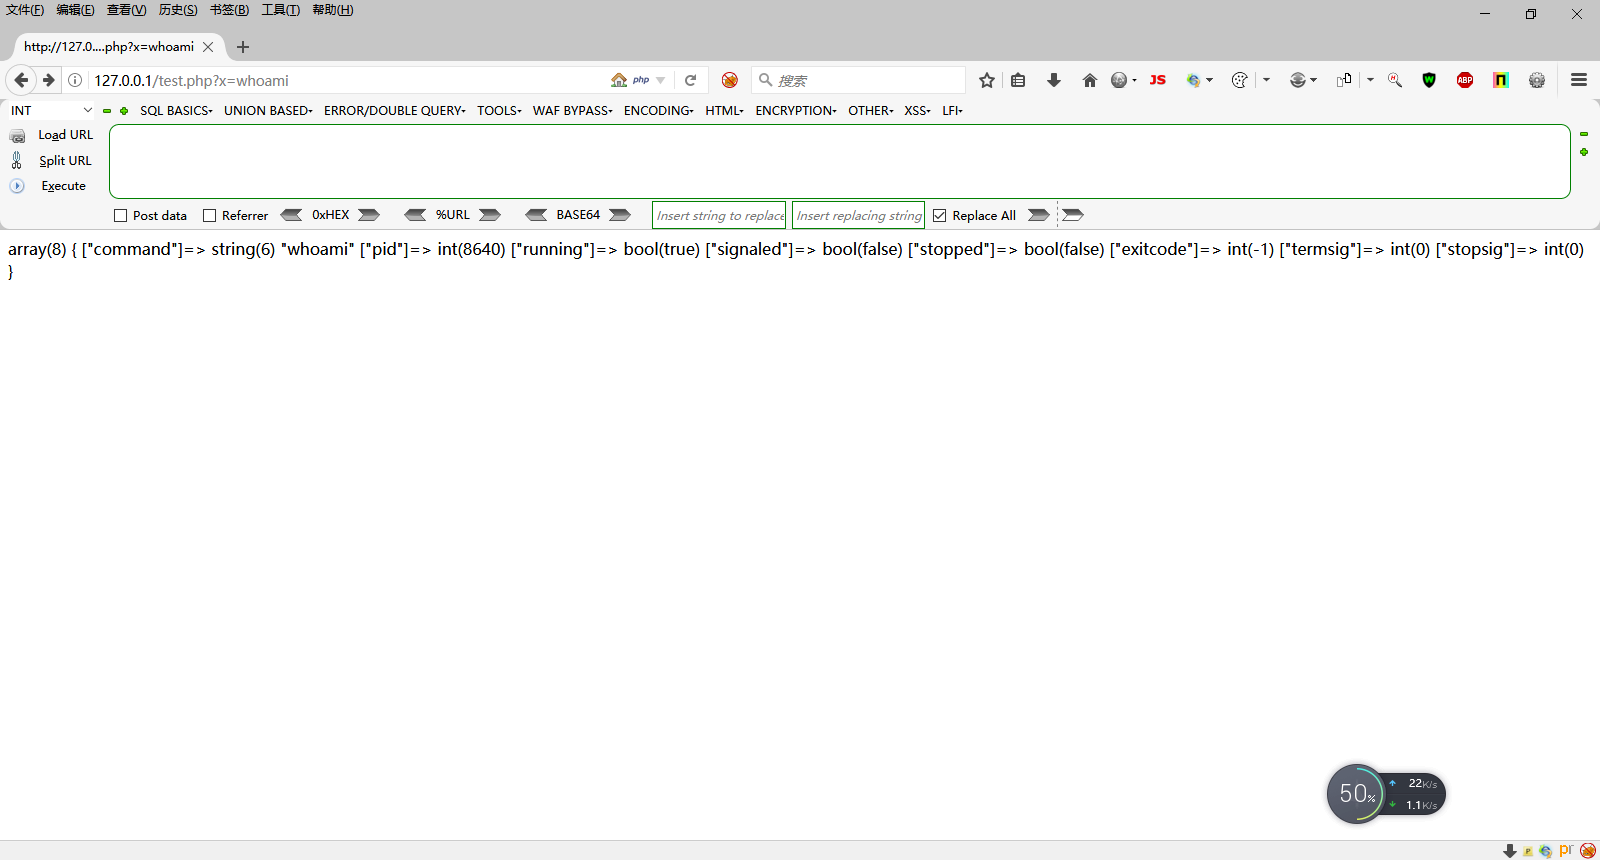 文件(F) 编辑(E) 查看(V) 历史(S) 书签(B) 工具(T) 帮助(H)
http://127.0....php?x=whoami
127.0.0.1/test.php?x=whoami php 搜索 JS ABP
INT SQL BASICS UNION BASED ERROR/DOUBLE QUERY TOOLS WAF BYPASS ENCODING HTML ENCRYPTION OTHER XSS LFI
Load URL
Split URL
Execute
Post data Referrer 0xHEX %URL BASE64 Insert string to replace Insert replacing string Replace All
array(8) { ["command"]=> string(6) "whoami" ["pid"]=> int(8640) ["running"]=> bool(true) ["signaled"]=> bool(false) ["stopped"]=> bool(false) ["exitcode"]=> int(-1) ["termsig"]=> int(0) ["stopsig"]=> int(0)
}
50% 22K/s
1.1K/s
P pr